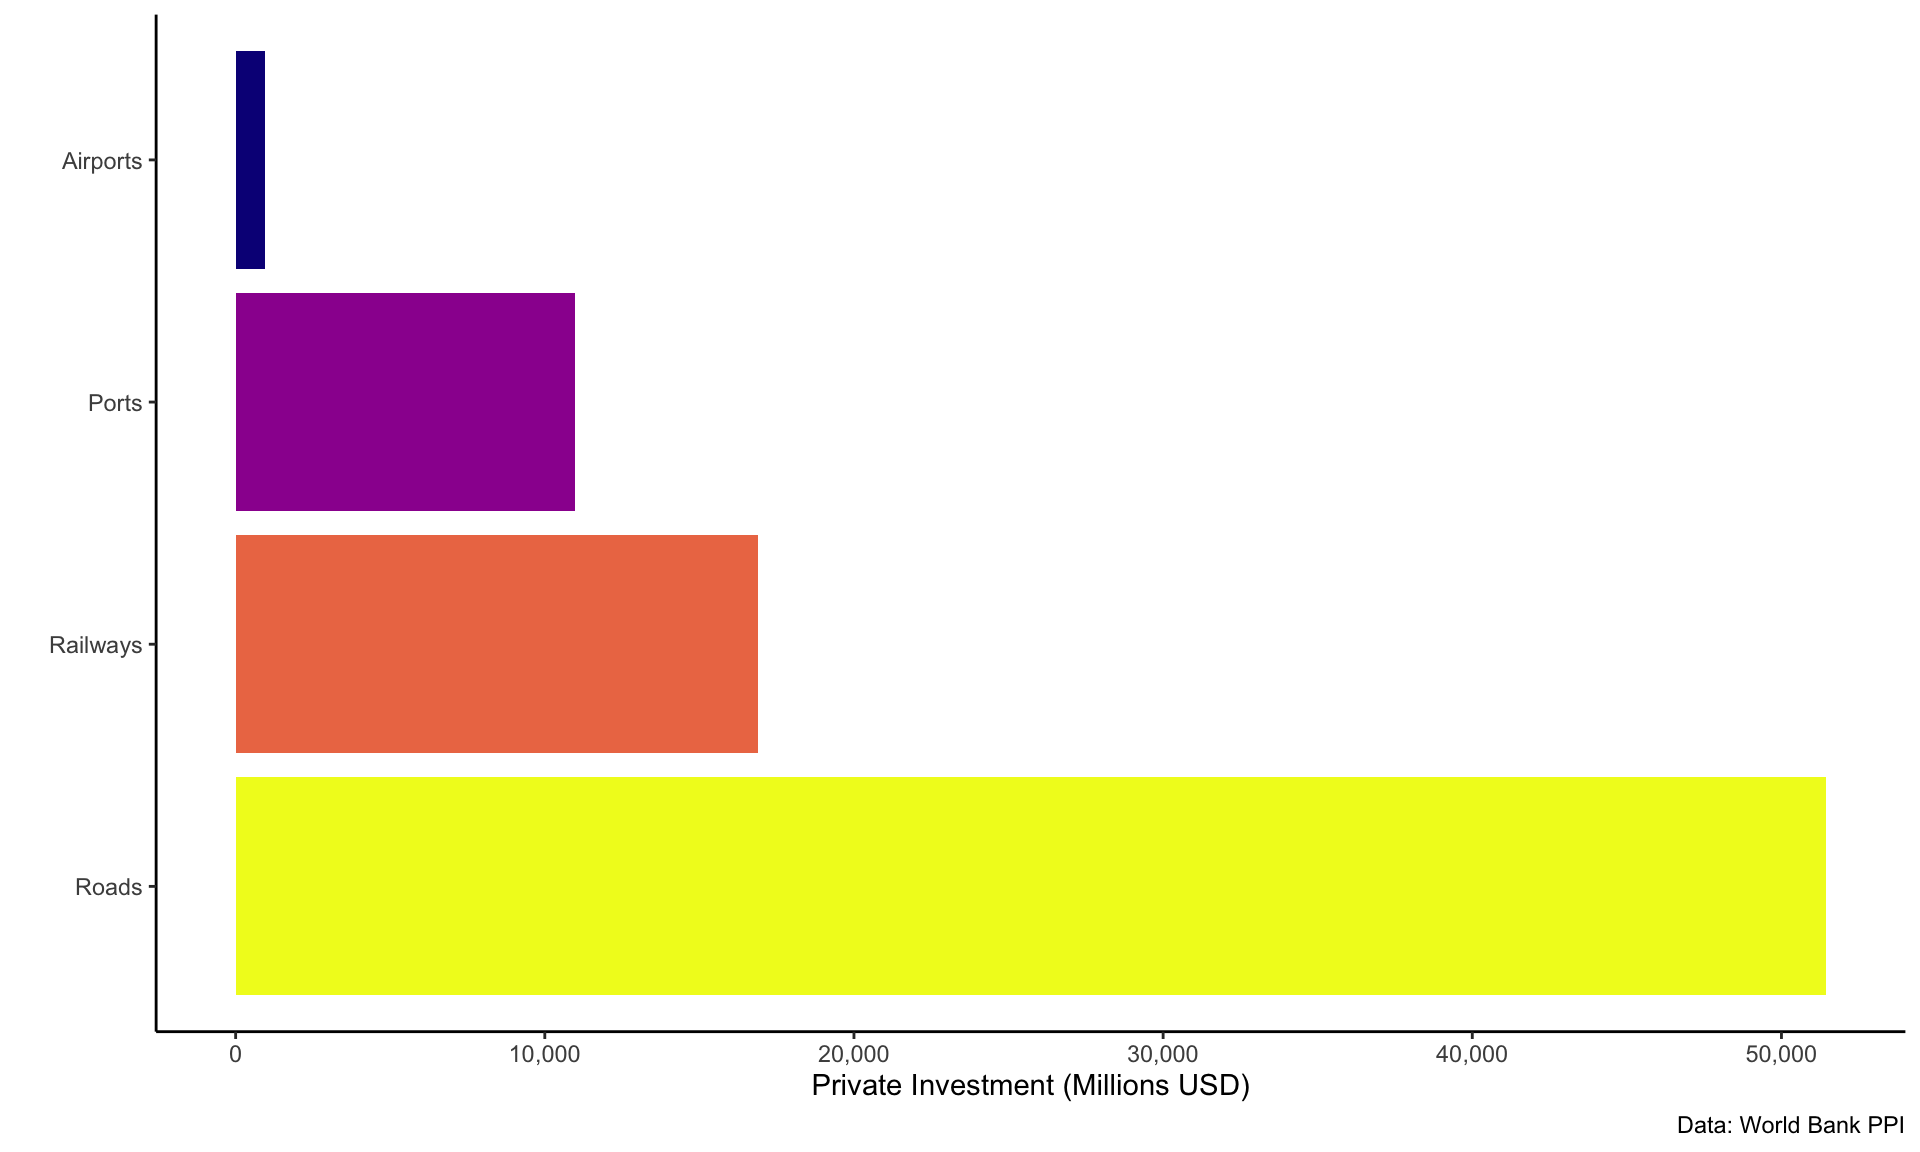 Airports
Ports
Railways
Roads
0 10,000 20,000 30,000 40,000 50,000
Private Investment (Millions USD)
Data: World Bank PPI